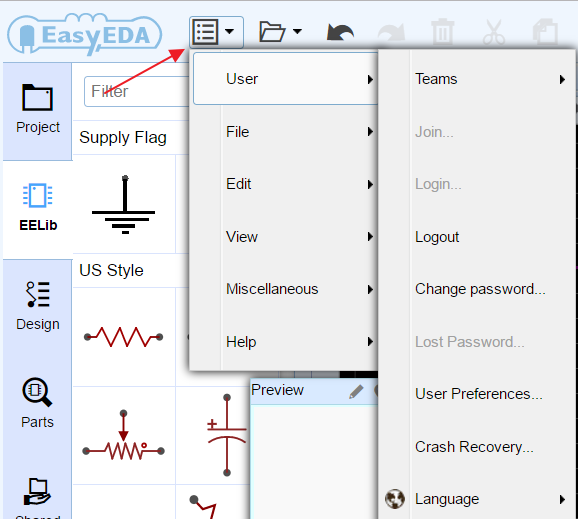 EasyEDA
Filter
Project
EELib
Design
Parts
Shared
Supply Flag
US Style
User
File
Edit
View
Miscellaneous
Help
Teams
Join...
Login...
Logout
Change password...
Lost Password...
User Preferences...
Crash Recovery...
Language
Preview